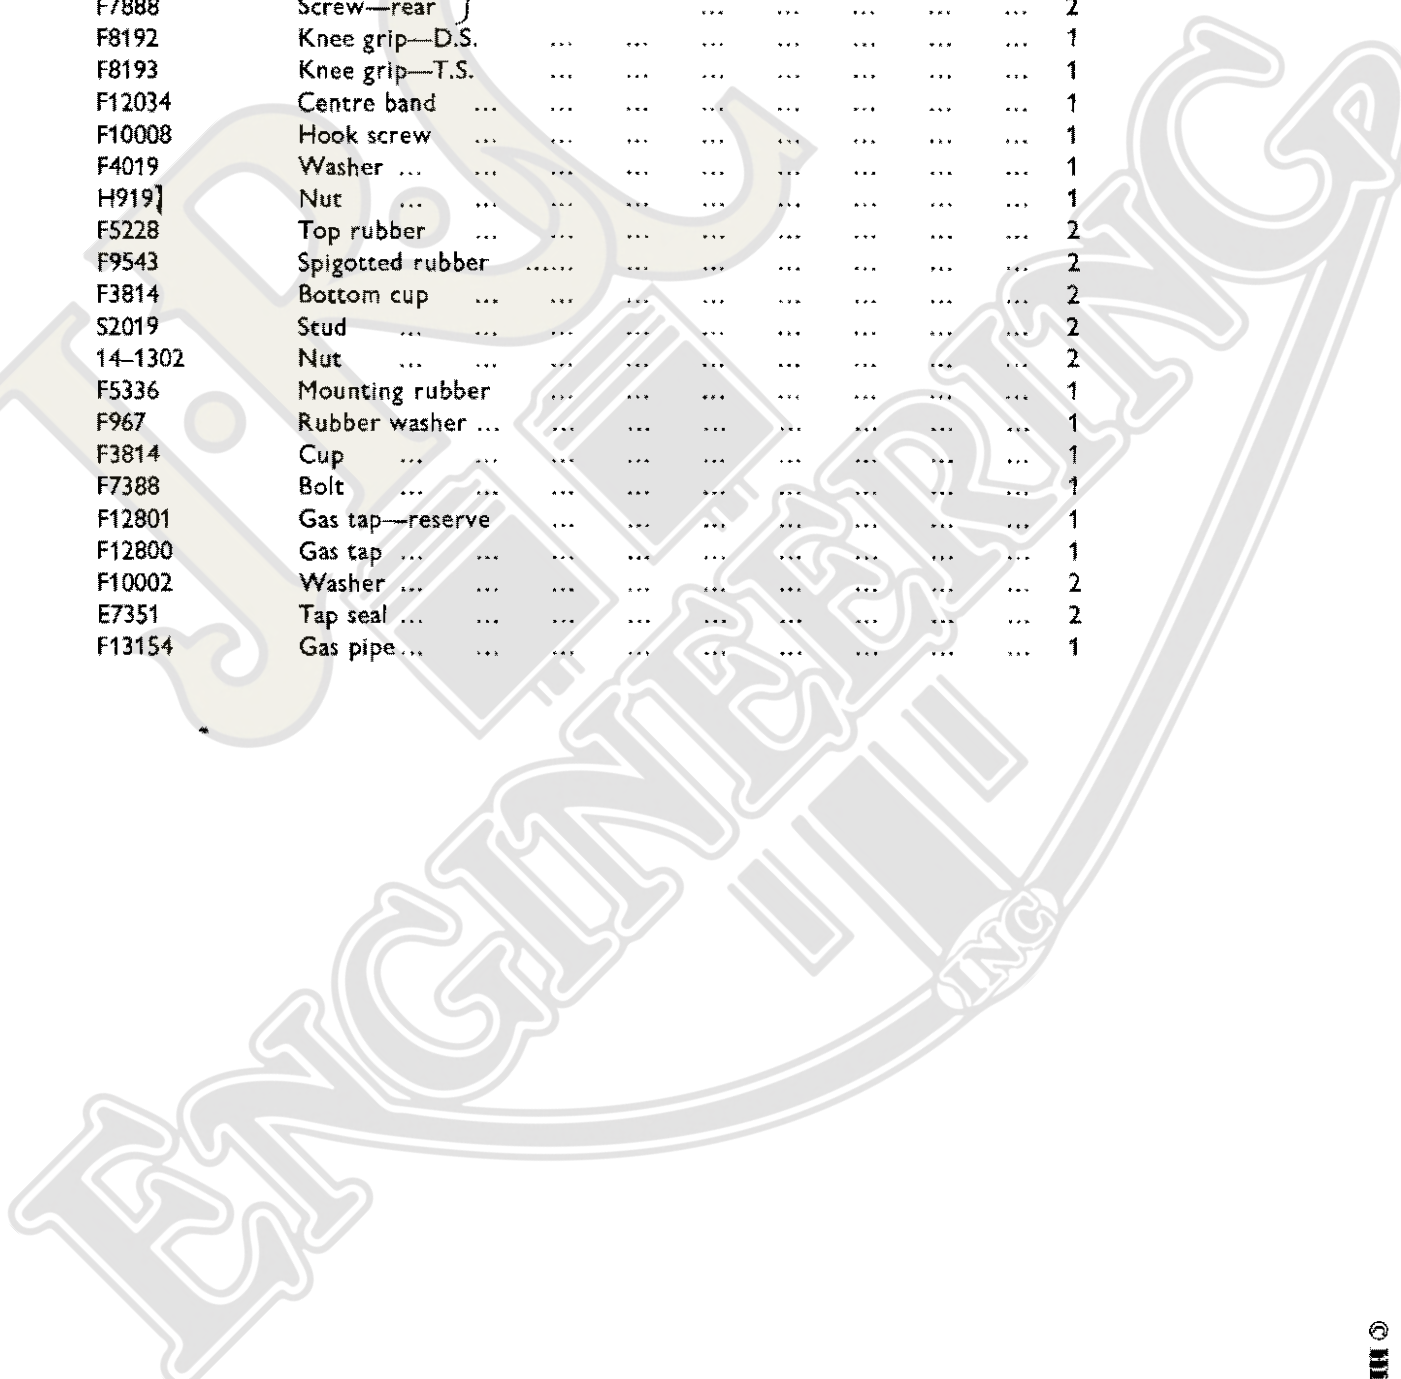 F7888 Screw—rear } ... ... ... ... ... 2
F8192 Knee grip—D.S. ... ... ... ... ... ... ... 1
F8193 Knee grip—T.S. ... ... ... ... ... ... ... 1
F12034 Centre band ... ... ... ... ... ... ... ... 1
F10008 Hook screw ... ... ... ... ... ... ... ... 1
F4019 Washer ... ... ... ... ... ... ... ... ... 1
H919] Nut ... ... ... ... ... ... ... ... ... 1
F5228 Top rubber ... ... ... ... ... ... ... ... 2
F9543 Spigotted rubber ...... ... ... ... ... ... ... 2
F3814 Bottom cup ... ... ... ... ... ... ... ... 2
S2019 Stud ... ... ... ... ... ... ... ... ... 2
14–1302 Nut ... ... ... ... ... ... ... ... ... 2
F5336 Mounting rubber ... ... ... ... ... ... ... 1
F967 Rubber washer ... ... ... ... ... ... ... ... 1
F3814 Cup ... ... ... ... ... ... ... ... ... 1
F7388 Bolt ... ... ... ... ... ... ... ... ... 1
F12801 Gas tap—reserve ... ... ... ... ... ... ... 1
F12800 Gas tap ... ... ... ... ... ... ... ... ... 1
F10002 Washer ... ... ... ... ... ... ... ... ... 2
E7351 Tap seal ... ... ... ... ... ... ... ... ... 2
F13154 Gas pipe ... ... ... ... ... ... ... ... ... 1
J.R.C.
ENGINEERING
INC
©